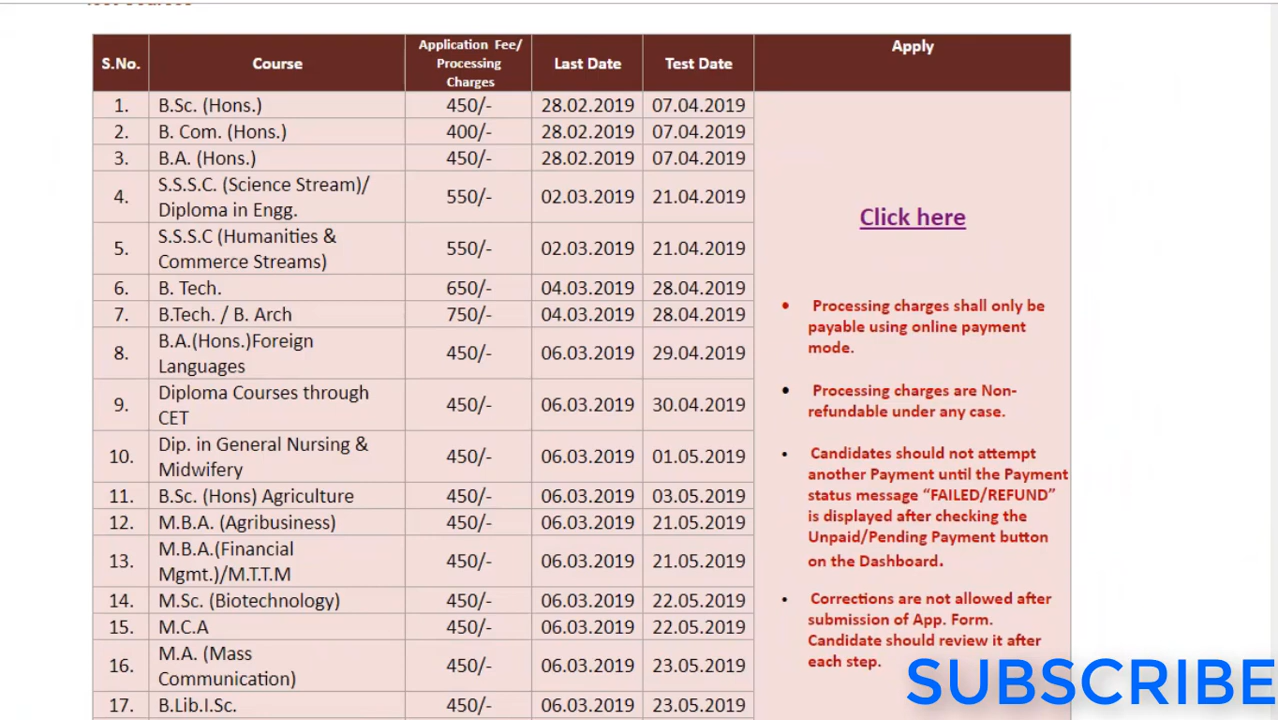 S.No. Course Application Fee/ Processing Charges Last Date Test Date Apply
1. B.Sc. (Hons.) 450/- 28.02.2019 07.04.2019
2. B. Com. (Hons.) 400/- 28.02.2019 07.04.2019
3. B.A. (Hons.) 450/- 28.02.2019 07.04.2019
4. S.S.S.C. (Science Stream)/ Diploma in Engg. 550/- 02.03.2019 21.04.2019
5. S.S.S.C (Humanities & Commerce Streams) 550/- 02.03.2019 21.04.2019
6. B. Tech. 650/- 04.03.2019 28.04.2019
7. B.Tech. / B. Arch 750/- 04.03.2019 28.04.2019
8. B.A.(Hons.)Foreign Languages 450/- 06.03.2019 29.04.2019
9. Diploma Courses through CET 450/- 06.03.2019 30.04.2019
10. Dip. in General Nursing & Midwifery 450/- 06.03.2019 01.05.2019
11. B.Sc. (Hons) Agriculture 450/- 06.03.2019 03.05.2019
12. M.B.A. (Agribusiness) 450/- 06.03.2019 21.05.2019
13. M.B.A.(Financial Mgmt.)/M.T.T.M 450/- 06.03.2019 21.05.2019
14. M.Sc. (Biotechnology) 450/- 06.03.2019 22.05.2019
15. M.C.A 450/- 06.03.2019 22.05.2019
16. M.A. (Mass Communication) 450/- 06.03.2019 23.05.2019
17. B.Lib.I.Sc. 450/- 06.03.2019 23.05.2019
Click here
• Processing charges shall only be
payable using online payment
mode.
• Processing charges are Non-
refundable under any case.
• Candidates should not attempt
another Payment until the Payment
status message “FAILED/REFUND”
is displayed after checking the
Unpaid/Pending Payment button
on the Dashboard.
• Corrections are not allowed after
submission of App. Form.
Candidate should review it after
each step.
SUBSCRIBE